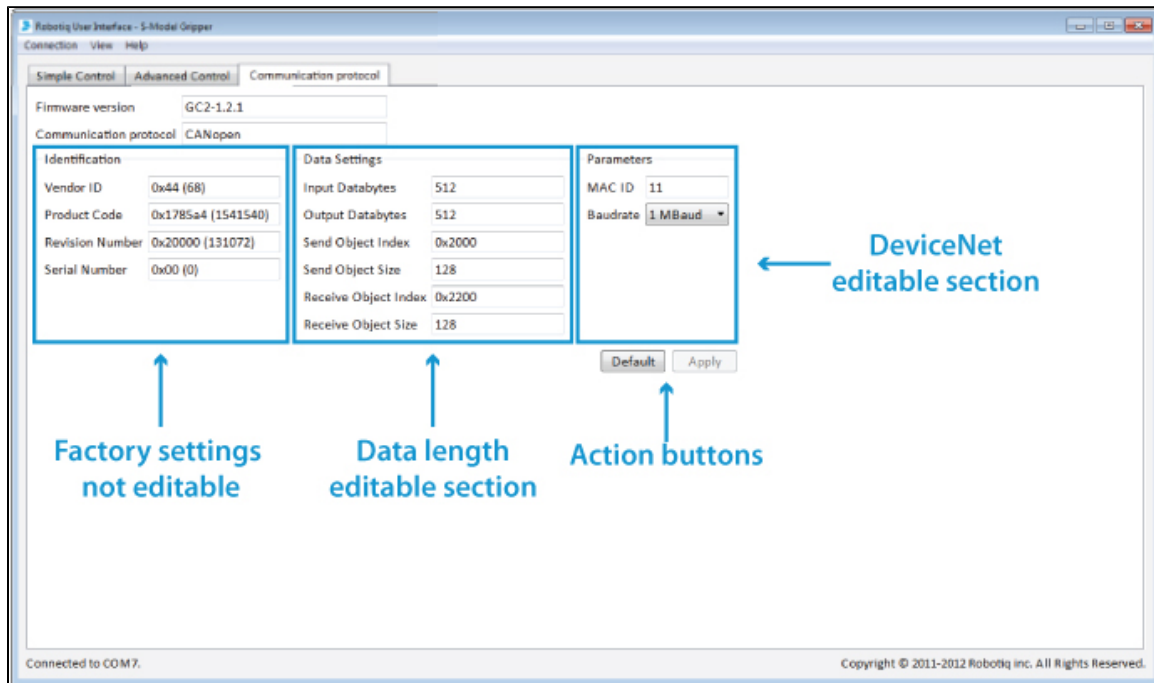 Robotiq User Interface - S-Model Gripper
Connection View Help
Simple Control Advanced Control Communication protocol
Firmware version GC2-1.2.1
Communication protocol CANopen
Identification Data Settings Parameters
Vendor ID 0x44 (68) Input Databytes 512 MAC ID 11
Product Code 0x1785a4 (1541540) Output Databytes 512 Baudrate 1 MBaud
Revision Number 0x20000 (131072) Send Object Index 0x2000
Serial Number 0x00 (0) Send Object Size 128
Receive Object Index 0x2200
Receive Object Size 128
DeviceNet
editable section
Default Apply
Factory settings
not editable
Data length
editable section
Action buttons
Connected to COM7.
Copyright © 2011-2012 Robotiq inc. All Rights Reserved.